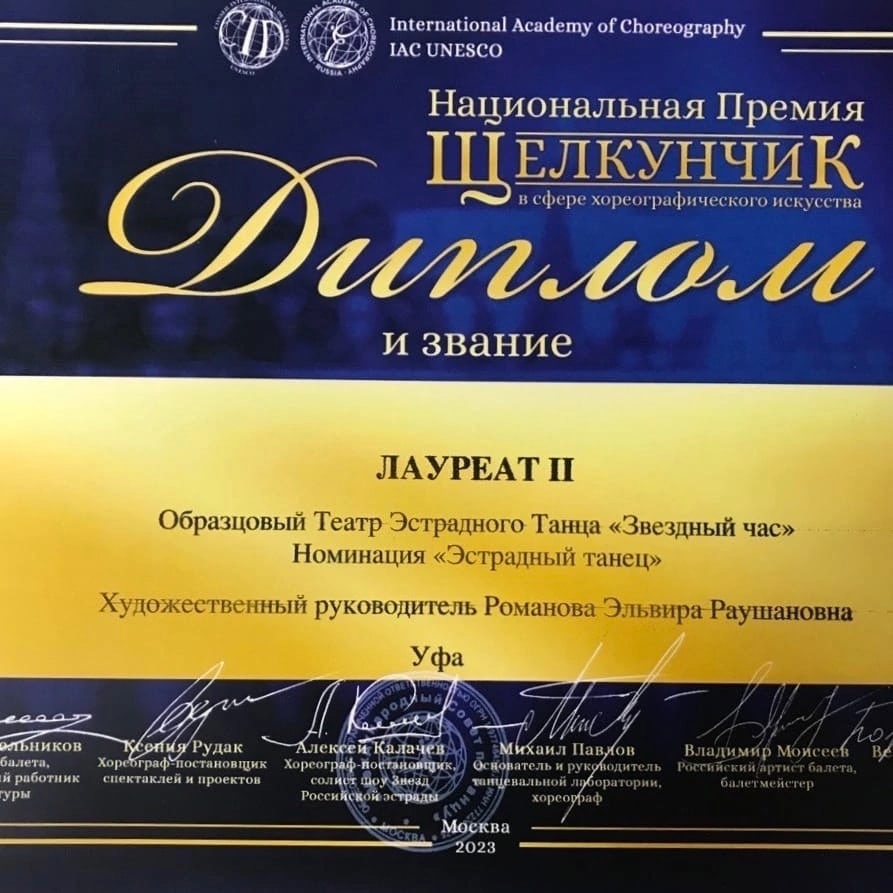 International Academy of Choreography
IAC UNESCO
Национальная Премия
ЩЕЛКУНЧИК
в сфере хореографического искусства
Диплом
и звание
ЛАУРЕАТ II
Образцовый Театр Эстрадного Танца «Звездный час»
Номинация «Эстрадный танец»
Художественный руководитель Романова Эльвира Раушановна
Уфа
Ксения Рудак
Хореограф-постановщик
спектаклей и проектов
Алексей Калачев
Хореограф-постановщик,
солист шоу Звезд
Российской эстрады
Михаил Павлов
Основатель и руководитель
танцевальной лаборатории,
хореограф
Владимир Моисеев
Российский артист балета,
балетмейстер
МОСКВА
Москва
2023